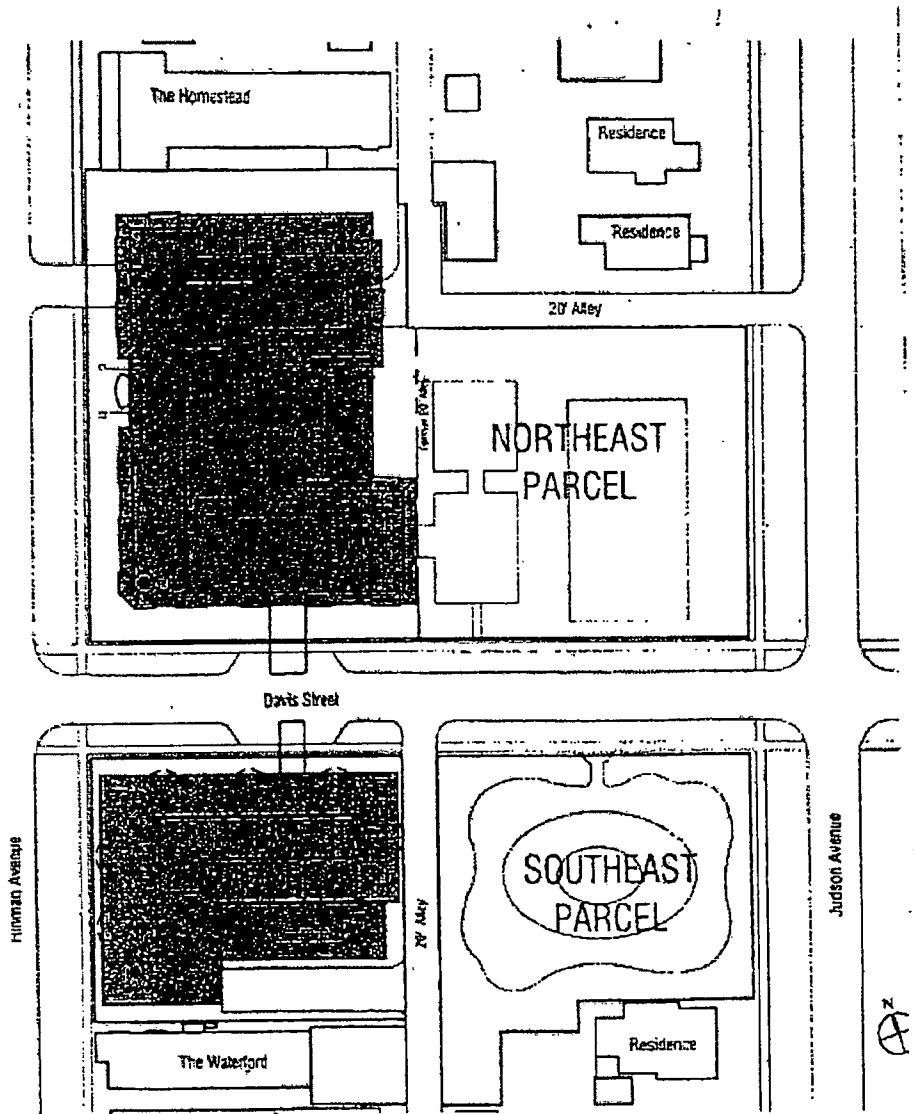 The Homestead
Residence
Residence
20' Alley
NORTHEAST
PARCEL
Davis Street
Hinman Avenue
20' Alley
SOUTHEAST
PARCEL
Judson Avenue
N
The Waterford
Residence